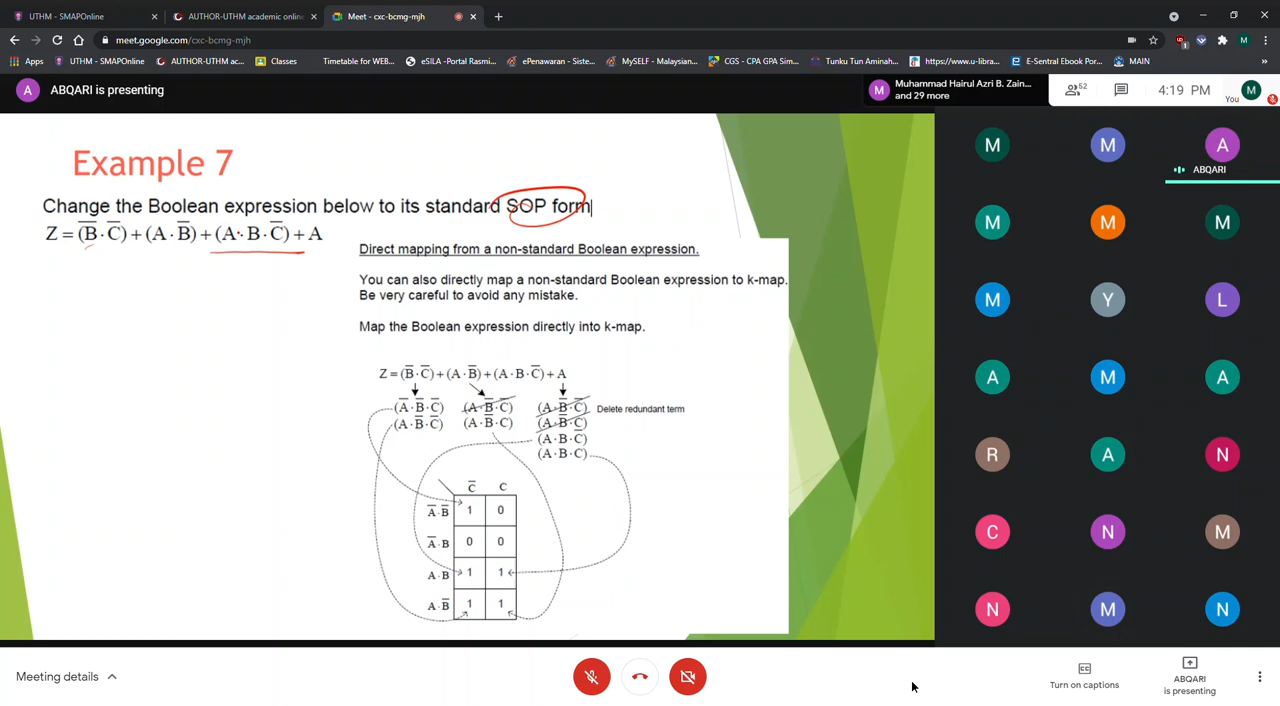 UTHM - SMAPOnline
AUTHOR-UTHM academic online
Meet - cxc-bcmg-mjh
meet.google.com/cxc-bcmg-mjh
Apps
UTHM - SMAPOnline
AUTHOR-UTHM ac...
Classes
Timetable for WEB...
eSILA -Portal Rasmi...
ePenawaran - Siste...
MySELF - Malaysian...
CGS - CPA GPA Sim...
Tunku Tun Aminah...
https://www.u-libra...
E-Sentral Ebook Por...
MAIN
»
A
ABQARI is presenting
M
Muhammad Hairul Azri B. Zain...
and 29 more
52
4:19 PM
You
M
Example 7
Change the Boolean expression below to its standard SOP form
Z = (B̅ · C̅) + (A · B̅) + (A · B · C̅) + A
Direct mapping from a non-standard Boolean expression.
You can also directly map a non-standard Boolean expression to k-map.
Be very careful to avoid any mistake.
Map the Boolean expression directly into k-map.
Z = (B̅ · C̅) + (A · B̅) + (A · B · C̅) + A
(A̅ · B̅ · C̅) (A · B̅ · C̅) (A · B̅ · C̅) Delete redundant term
(A · B̅ · C̅) (A · B̅ · C) (A · B̅ · C)
(A · B · C̅)
(A · B · C)
C̅ C
A̅ · B̅ 1 0
A̅ · B 0 0
A · B 1 1
A · B̅ 1 1
M M A
ABQARI
M M M
M Y L
A M A
R A N
C N M
N M N
Meeting details
Turn on captions
ABQARI
is presenting